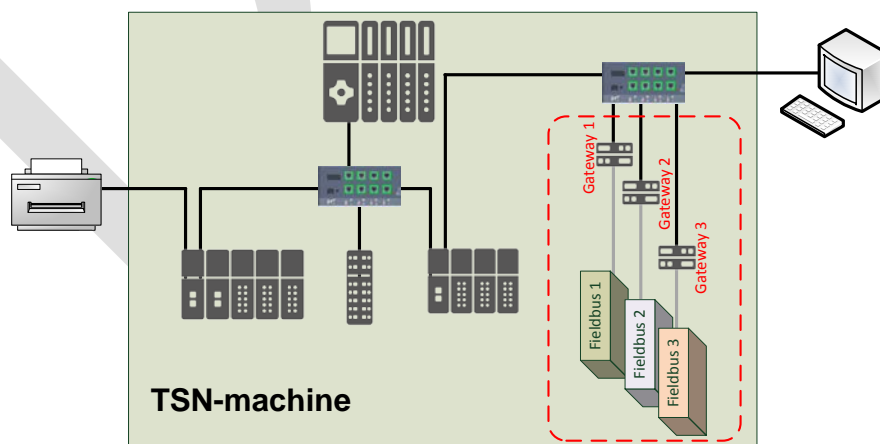 Gateway 1
Gateway 2
Gateway 3
Fieldbus 1
Fieldbus 2
Fieldbus 3
TSN-machine